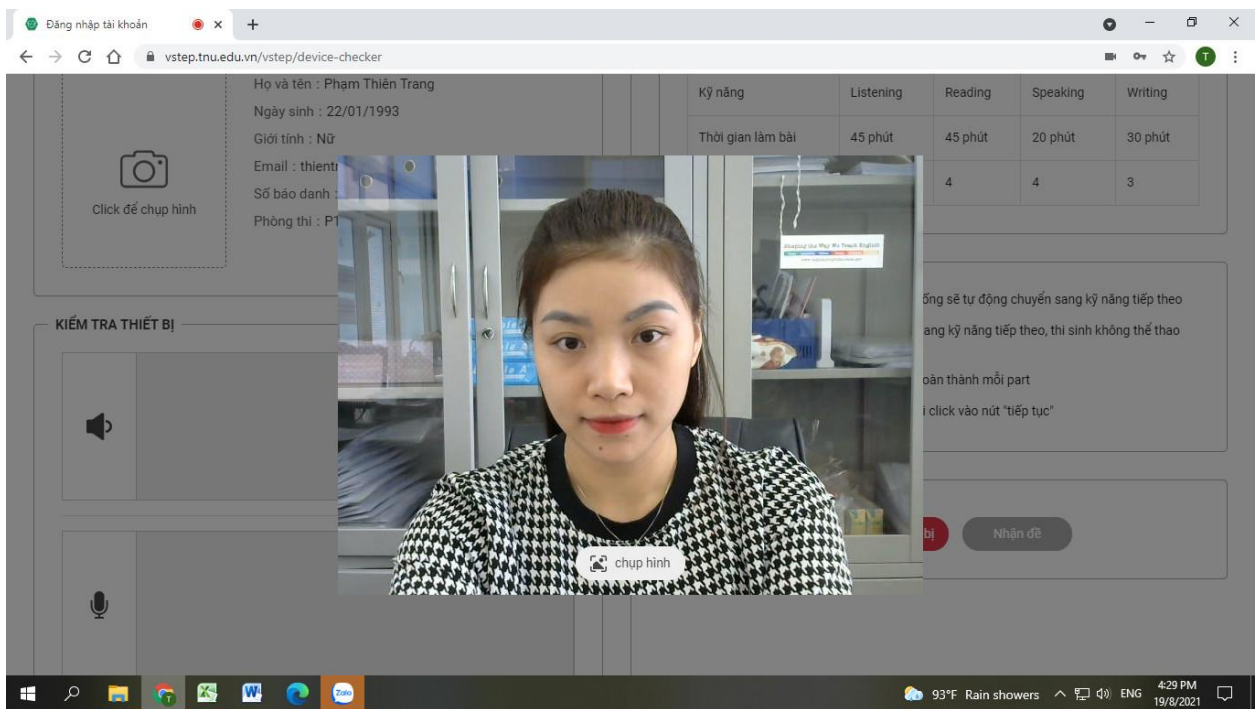 Đăng nhập tài khoản
vstep.tnu.edu.vn/vstep/device-checker
T
Họ và tên : Phạm Thiên Trang
Ngày sinh : 22/01/1993
Giới tính : Nữ
Email : thientr
Số báo danh :
Phòng thi : PT
Click để chụp hình
Kỹ năng Listening Reading Speaking Writing
Thời gian làm bài 45 phút 45 phút 20 phút 30 phút
4 4 3
Shaping the Way We Teach English
KIỂM TRA THIẾT BỊ
ống sẽ tự động chuyển sang kỹ năng tiếp theo
ang kỹ năng tiếp theo, thi sinh không thể thao
oàn thành mỗi part
i click vào nút "tiếp tục"
bị
Nhận đề
chụp hình
Zalo
93°F Rain showers
ENG
4:29 PM
19/8/2021